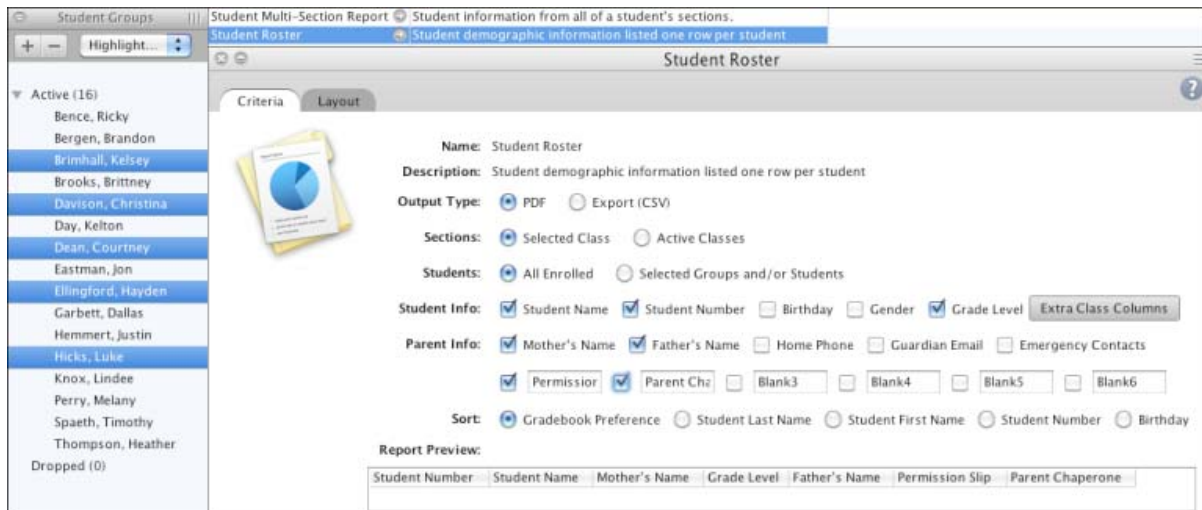 Student Groups
Highlight...
Active (16)
Bence, Ricky
Bergen, Brandon
Brimhall, Kelsey
Brooks, Brittney
Davison, Christina
Day, Kelton
Dean, Courtney
Eastman, Jon
Ellingford, Hayden
Garbett, Dallas
Hemmert, Justin
Hicks, Luke
Knox, Lindee
Perry, Melany
Spaeth, Timothy
Thompson, Heather
Dropped (0)
Student Multi-Section Report Student information from all of a student's sections.
Student Roster Student demographic information listed one row per student
Student Roster
?
Criteria Layout
Name: Student Roster
Description: Student demographic information listed one row per student
Output Type: PDF Export (CSV)
Sections: Selected Class Active Classes
Students: All Enrolled Selected Groups and/or Students
Student Info: Student Name Student Number Birthday Gender Grade Level Extra Class Columns
Parent Info: Mother's Name Father's Name Home Phone Guardian Email Emergency Contacts
Permission Parent Cha Blank3 Blank4 Blank5 Blank6
Sort: Gradebook Preference Student Last Name Student First Name Student Number Birthday
Report Preview:
Student Number Student Name Mother's Name Grade Level Father's Name Permission Slip Parent Chaperone